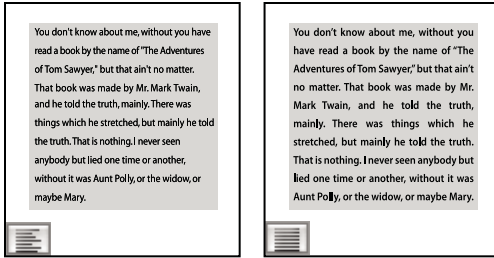 You don't know about me, without you have
read a book by the name of "The Adventures
of Tom Sawyer," but that ain't no matter.
That book was made by Mr. Mark Twain,
and he told the truth, mainly. There was
things which he stretched, but mainly he told
the truth. That is nothing. I never seen
anybody but lied one time or another,
without it was Aunt Polly, or the widow, or
maybe Mary.
You don't know about me, without you
have read a book by the name of “The
Adventures of Tom Sawyer,” but that ain't
no matter. That book was made by Mr.
Mark Twain, and he told the truth,
mainly. There was things which he
stretched, but mainly he told the truth.
That is nothing. I never seen anybody but
lied one time or another, without it was
Aunt Polly, or the widow, or maybe Mary.